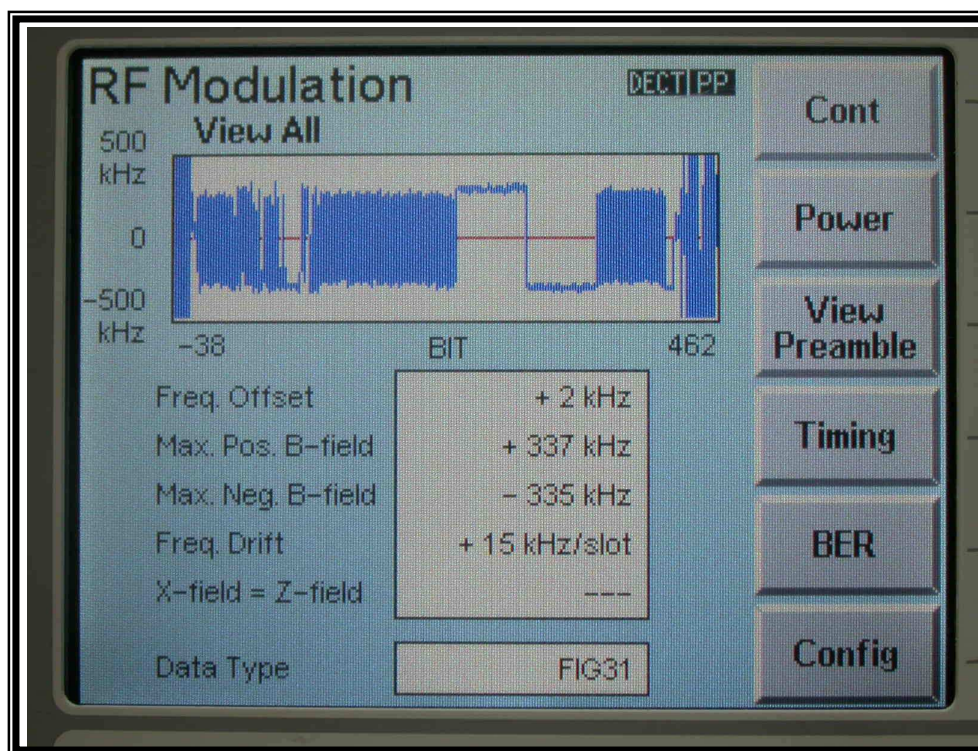 RF Modulation
DECT PP
View All
500
kHz
0
-500
kHz
-38
BIT
462
Freq. Offset
+ 2 kHz
Max. Pos. B-field
+ 337 kHz
Max. Neg. B-field
- 335 kHz
Freq. Drift
+ 15 kHz/slot
X-field = Z-field
---
Data Type
FIG31
Cont
Power
View
Preamble
Timing
BER
Config